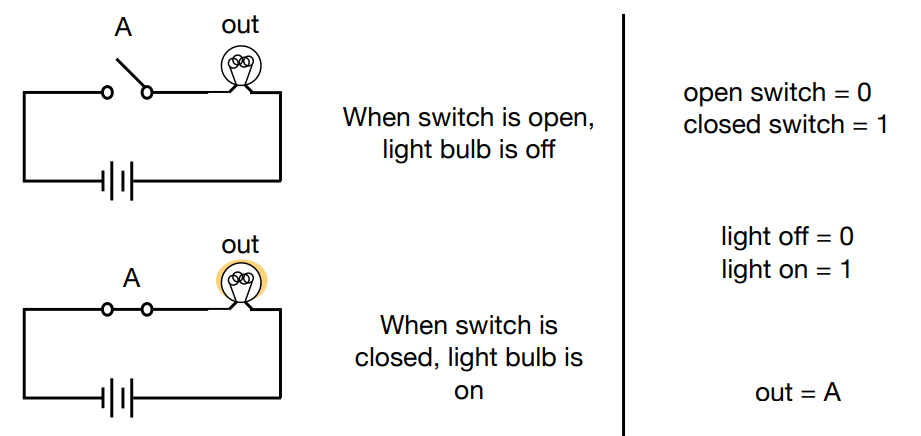 A
out
When switch is open,
light bulb is off
out
A
When switch is
closed, light bulb is
on
open switch = 0
closed switch = 1
light off = 0
light on = 1
out = A